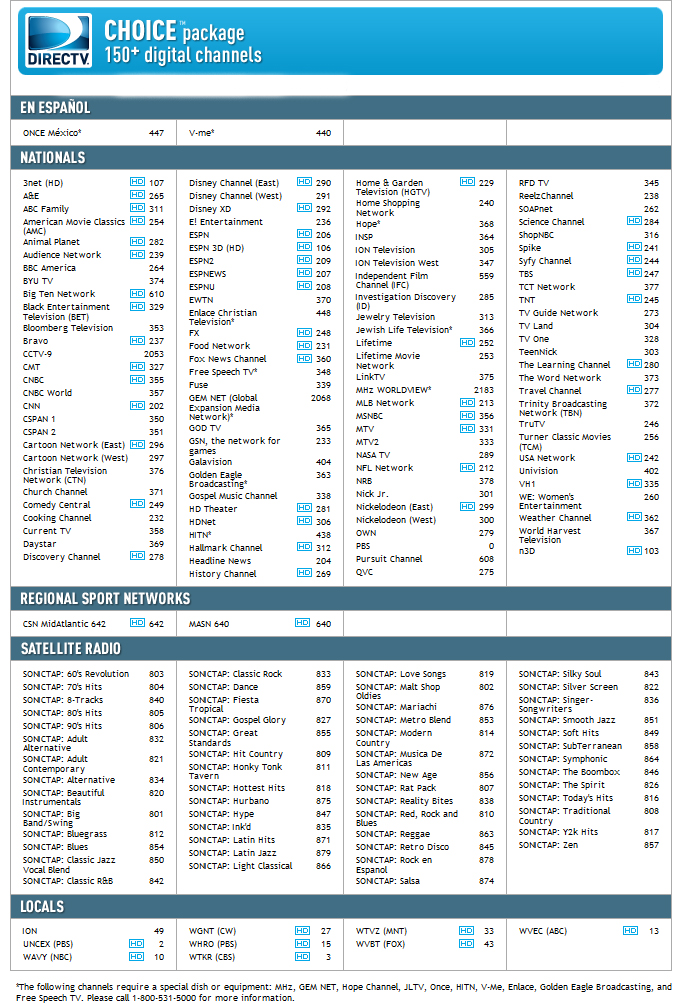 DIRECTV
CHOICE™ package
150+ digital channels
EN ESPAÑOL
ONCE México* 447
V-me* 440
NATIONALS
3net (HD) HD 107
A&E HD 265
ABC Family HD 311
American Movie Classics HD 254
(AMC)
Animal Planet HD 282
Audience Network HD 239
BBC America 264
BYU TV 374
Big Ten Network HD 610
Black Entertainment HD 329
Television (BET)
Bloomberg Television 353
Bravo HD 237
CCTV-9 2053
CMT HD 327
CNBC HD 355
CNBC World 357
CNN HD 202
CSPAN 1 350
CSPAN 2 351
Cartoon Network (East) HD 296
Cartoon Network (West) 297
Christian Television 376
Network (CTN)
Church Channel 371
Comedy Central HD 249
Cooking Channel 232
Current TV 358
Daystar 369
Discovery Channel HD 278
Disney Channel (East) HD 290
Disney Channel (West) 291
Disney XD HD 292
E! Entertainment 236
ESPN HD 206
ESPN 3D (HD) HD 106
ESPN2 HD 209
ESPNEWS HD 207
ESPNU HD 208
EWTN 370
Enlace Christian 448
Television*
FX HD 248
Food Network HD 231
Fox News Channel HD 360
Free Speech TV* 348
Fuse 339
GEM NET (Global 2068
Expansion Media
Network)*
GOD TV 365
GSN, the network for 233
games
Galavision 404
Golden Eagle 363
Broadcasting*
Gospel Music Channel 338
HD Theater HD 281
HDNet HD 306
HITN* 438
Hallmark Channel HD 312
Headline News 204
History Channel HD 269
Home & Garden HD 229
Television (HGTV)
Home Shopping 240
Network
Hope* 368
INSP 364
ION Television 305
ION Television West 347
Independent Film 559
Channel (IFC)
Investigation Discovery 285
(ID)
Jewelry Television 313
Jewish Life Television* 366
Lifetime HD 252
Lifetime Movie 253
Network
LinkTV 375
MHz WORLDVIEW* 2183
MLB Network HD 213
MSNBC HD 356
MTV HD 331
MTV2 333
NASA TV 289
NFL Network HD 212
NRB 378
Nick Jr. 301
Nickelodeon (East) HD 299
Nickelodeon (West) 300
OWN 279
PBS 0
Pursuit Channel 608
QVC 275
RFD TV 345
ReelzChannel 238
SOAPnet 262
Science Channel HD 284
ShopNBC 316
Spike HD 241
Syfy Channel HD 244
TBS HD 247
TCT Network 377
TNT HD 245
TV Guide Network 273
TV Land 304
TV One 328
TeenNick 303
The Learning Channel HD 280
The Word Network 373
Travel Channel HD 277
Trinity Broadcasting 372
Network (TBN)
TruTV 246
Turner Classic Movies 256
(TCM)
USA Network HD 242
Univision 402
VH1 HD 335
WE: Women's 260
Entertainment
Weather Channel HD 362
World Harvest 367
Television
n3D HD 103
REGIONAL SPORT NETWORKS
CSN MidAtlantic 642 HD 642
MASN 640 HD 640
SATELLITE RADIO
SONICTAP: 60's Revolution 803
SONICTAP: 70's Hits 804
SONICTAP: 8-Tracks 840
SONICTAP: 80's Hits 805
SONICTAP: 90's Hits 806
SONICTAP: Adult 832
Alternative
SONICTAP: Adult 821
Contemporary
SONICTAP: Alternative 834
SONICTAP: Beautiful 820
Instrumentals
SONICTAP: Big 801
Band/Swing
SONICTAP: Bluegrass 812
SONICTAP: Blues 854
SONICTAP: Classic Jazz 850
Vocal Blend
SONICTAP: Classic R&B 842
SONICTAP: Classic Rock 833
SONICTAP: Dance 859
SONICTAP: Fiesta 870
Tropical
SONICTAP: Gospel Glory 827
SONICTAP: Great 855
Standards
SONICTAP: Hit Country 809
SONICTAP: Honky Tonk 811
Tavern
SONICTAP: Hottest Hits 818
SONICTAP: Hurbano 875
SONICTAP: Hype 847
SONICTAP: Ink'd 835
SONICTAP: Latin Hits 871
SONICTAP: Latin Jazz 879
SONICTAP: Light Classical 866
SONICTAP: Love Songs 819
SONICTAP: Malt Shop 802
Oldies
SONICTAP: Mariachi 876
SONICTAP: Metro Blend 853
SONICTAP: Modern 814
Country
SONICTAP: Musica De 872
Las Americas
SONICTAP: New Age 856
SONICTAP: Rat Pack 807
SONICTAP: Reality Bites 838
SONICTAP: Red, Rock and 810
Blues
SONICTAP: Reggae 863
SONICTAP: Retro Disco 845
SONICTAP: Rock en 878
Espanol
SONICTAP: Salsa 874
SONICTAP: Silky Soul 843
SONICTAP: Silver Screen 822
SONICTAP: Singer- 836
Songwriters
SONICTAP: Smooth Jazz 851
SONICTAP: Soft Hits 849
SONICTAP: SubTerranean 858
SONICTAP: Symphonic 864
SONICTAP: The Boombox 846
SONICTAP: The Spirit 826
SONICTAP: Today's Hits 816
SONICTAP: Traditional 808
Country
SONICTAP: Y2k Hits 817
SONICTAP: Zen 857
LOCALS
ION 49
UNCEX (PBS) HD 2
WAVY (NBC) HD 10
WGNT (CW) HD 27
WHRO (PBS) HD 15
WTKR (CBS) HD 3
WTVZ (MNT) HD 33
WVBT (FOX) HD 43
WVEC (ABC) HD 13
*The following channels require a special dish or equipment: MHz, GEM NET, Hope Channel, JLTV, Once, HITN, V-Me, Enlace, Golden Eagle Broadcasting, and
Free Speech TV. Please call 1-800-531-5000 for more information.